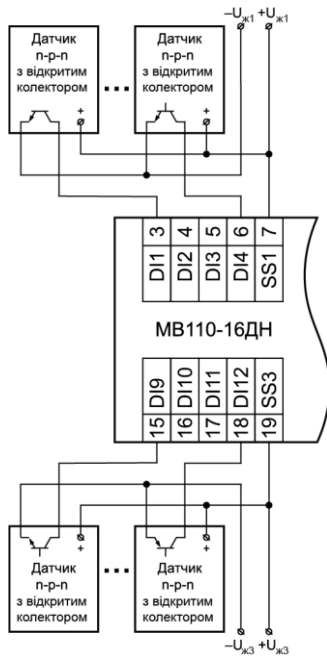 –Uж1 +Uж1
Датчик
n-p-n
з відкритим
колектором
+
...
Датчик
n-p-n
з відкритим
колектором
+
3 4 5 6 7
DI1 DI2 DI3 DI4 SS1
МВ110-16ДН
DI9 DI10 DI11 DI12 SS3
15 16 17 18 19
+
Датчик
n-p-n
з відкритим
колектором
...
+
Датчик
n-p-n
з відкритим
колектором
–Uж3 +Uж3